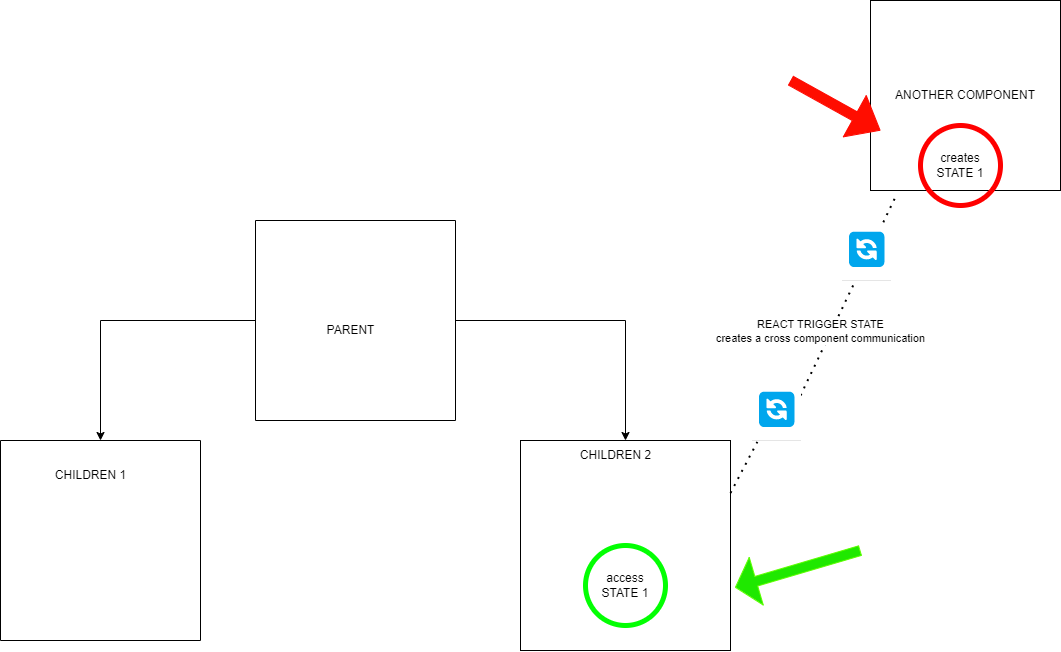 ANOTHER COMPONENT
creates
STATE 1
REACT TRIGGER STATE
creates a cross component communication
PARENT
CHILDREN 1
CHILDREN 2
access
STATE 1